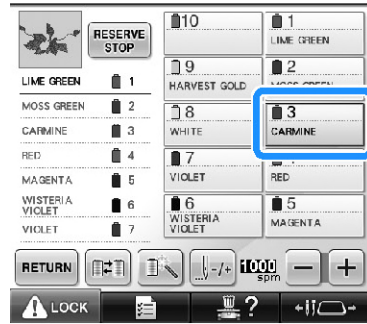 RESERVE
STOP
LIME GREEN 1
MOSS GREEN 2
CARMINE 3
RED 4
MAGENTA 5
WISTERIA
VIOLET 6
VIOLET 7
10
1
LIME GREEN
9
HARVEST GOLD
2
MOSS GREEN
8
WHITE
3
CARMINE
7
VIOLET
RED
6
WISTERIA
VIOLET
5
MAGENTA
RETURN
-/+
1000
spm
−
+
LOCK
?